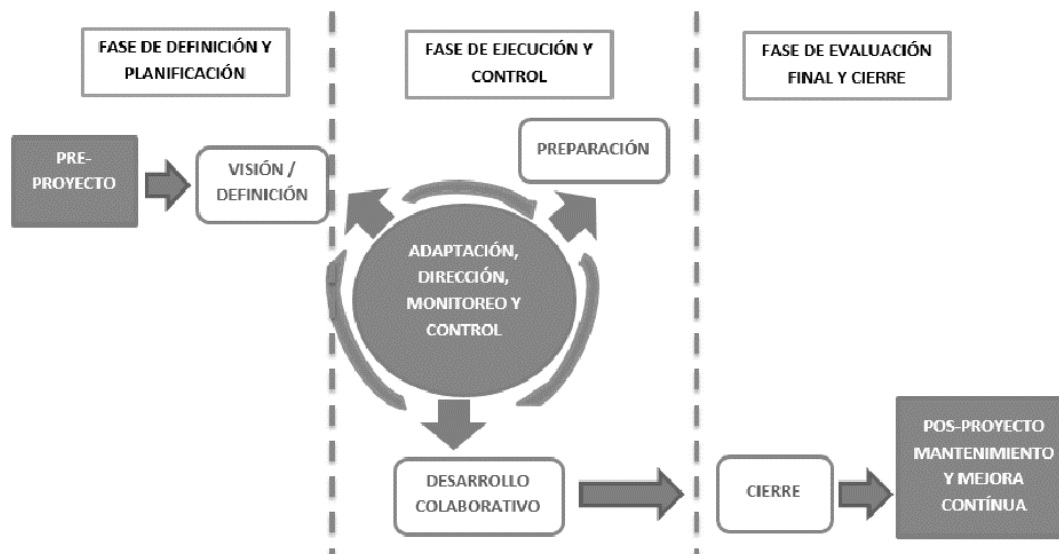 FASE DE DEFINICIÓN Y
PLANIFICACIÓN
FASE DE EJECUCIÓN Y
CONTROL
FASE DE EVALUACIÓN
FINAL Y CIERRE
PRE-
PROYECTO
VISIÓN /
DEFINICIÓN
PREPARACIÓN
ADAPTACIÓN,
DIRECCIÓN,
MONITOREO Y
CONTROL
DESARROLLO
COLABORATIVO
CIERRE
POS-PROYECTO
MANTENIMIENTO
Y MEJORA
CONTÍNUA